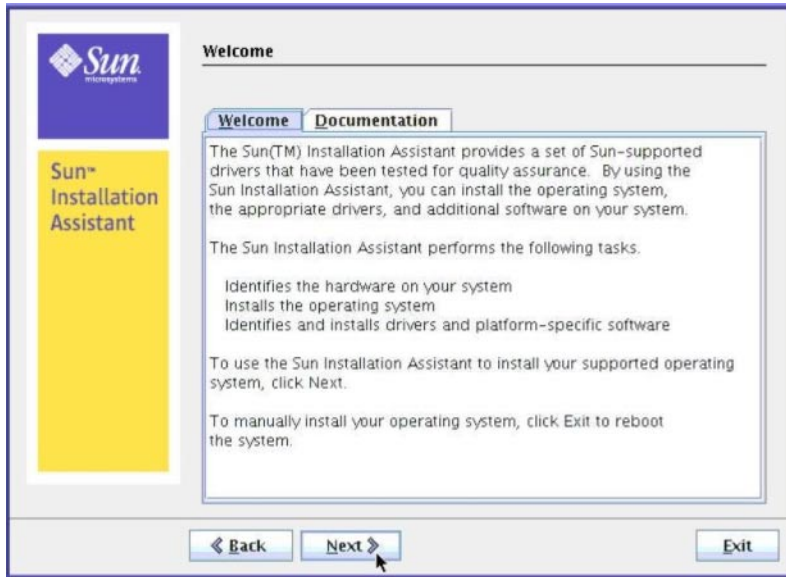 Sun
microsystems
Sun™
Installation
Assistant
Welcome
Welcome
Documentation
The Sun(TM) Installation Assistant provides a set of Sun-supported
drivers that have been tested for quality assurance. By using the
Sun Installation Assistant, you can install the operating system,
the appropriate drivers, and additional software on your system.
The Sun Installation Assistant performs the following tasks.
Identifies the hardware on your system
Installs the operating system
Identifies and installs drivers and platform-specific software
To use the Sun Installation Assistant to install your supported operating
system, click Next.
To manually install your operating system, click Exit to reboot
the system.
Back
Next
Exit